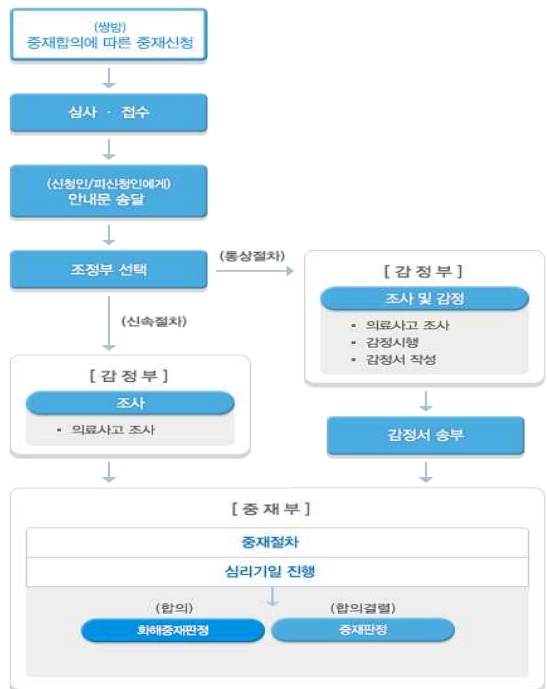 (쌍방)
중재합의에 따른 중재신청
심사 · 접수
(신청인/피신청인에게)
안내문 송달
조정부 선택
(통상절차)
[ 감 정 부 ]
조사 및 감정
• 의료사고 조사
• 감정시행
• 감정서 작성
(신속절차)
[ 감 정 부 ]
조사
• 의료사고 조사
감정서 송부
[ 중 재 부 ]
중재절차
심리기일 진행
(합의)
(합의결렬)
화해중재판정
중재판정